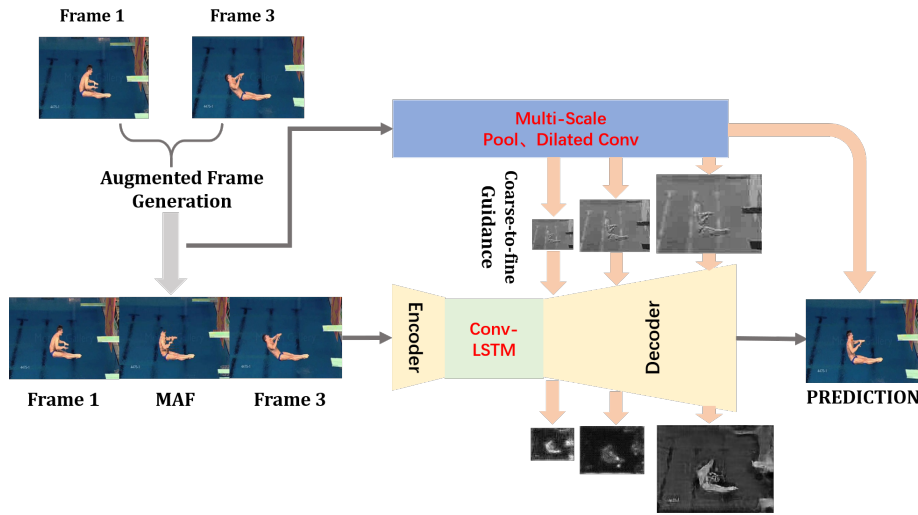 Frame 1
Frame 3
Augmented Frame
Generation
Multi-Scale
Pool、Dilated Conv
Coarse-to-fine
Guidance
Encoder
Conv-
LSTM
Decoder
Frame 1
MAF
Frame 3
PREDICTION